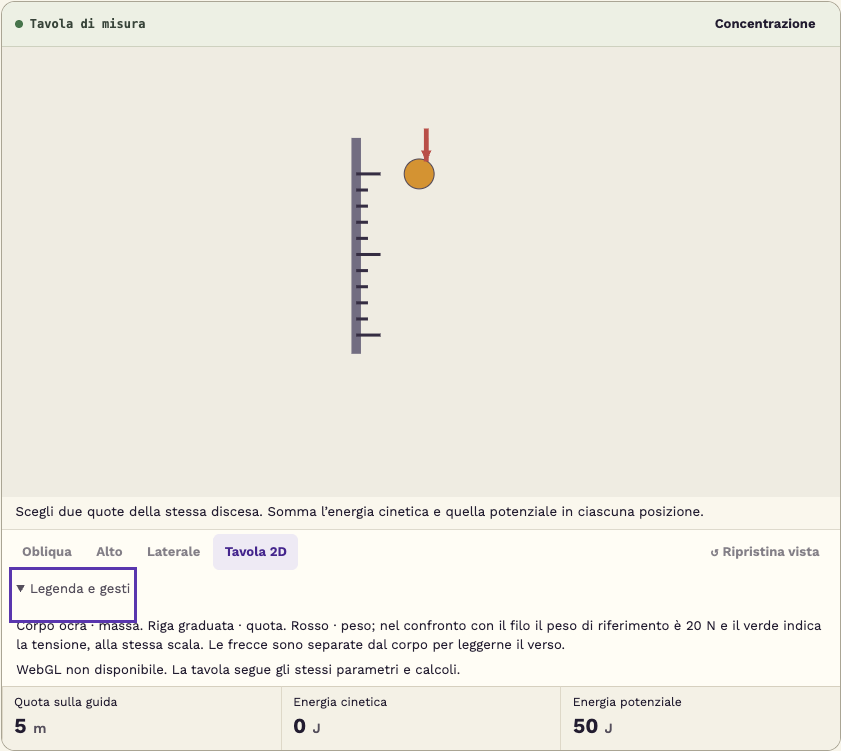 Tavola di misura
Concentrazione
Scegli due quote della stessa discesa. Somma l’energia cinetica e quella potenziale in ciascuna posizione.
Obliqua Alto Laterale Tavola 2D ↺ Ripristina vista
▼ Legenda e gesti
Corpo ocra · massa. Riga graduata · quota. Rosso · peso; nel confronto con il filo il peso di riferimento è 20 N e il verde indica
la tensione, alla stessa scala. Le frecce sono separate dal corpo per leggerne il verso.
WebGL non disponibile. La tavola segue gli stessi parametri e calcoli.
Quota sulla guida
5 m
Energia cinetica
0 J
Energia potenziale
50 J